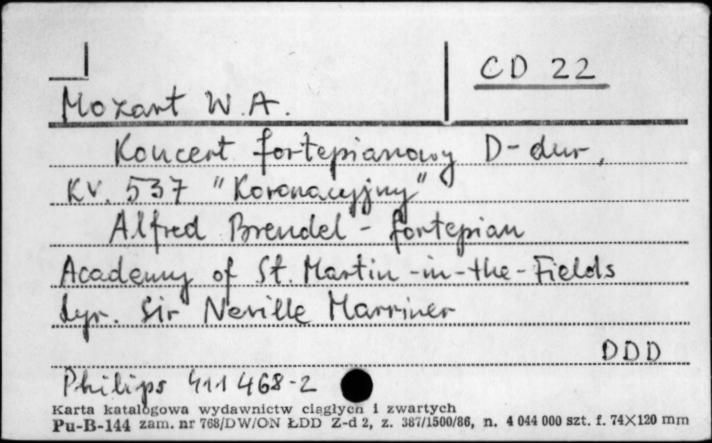 CD 22
Mozart W.A.
Koncert fortepianowy D-dur,
KV. 537 "Koronacyjny"
Alfred Brendel - fortepian
Academy of St. Martin-in-the-Fields
dyr. Sir Neville Marriner
DDD
Philips 411 468-2
Karta katalogowa wydawnictw ciągłych i zwartych
Pu-B-144 zam. nr 768/DW/ON ŁDD Z-d 2, z. 387/1500/86, n. 4 044 000 szt. f. 74×120 mm